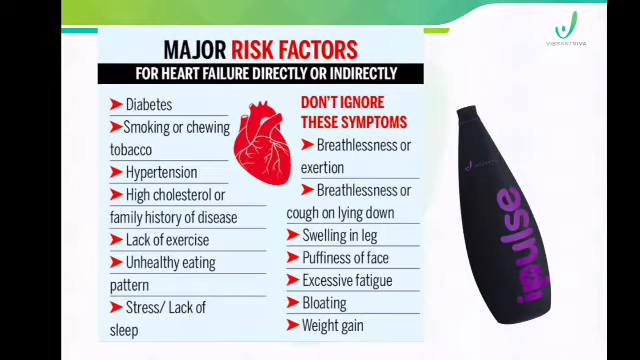 VIBRANTVIVA
MAJOR RISK FACTORS
FOR HEART FAILURE DIRECTLY OR INDIRECTLY
➤ Diabetes
➤ Smoking or chewing
tobacco
➤ Hypertension
➤ High cholesterol or
family history of disease
➤ Lack of exercise
➤ Unhealthy eating
pattern
➤ Stress/ Lack of
sleep
DON'T IGNORE
THESE SYMPTOMS
➤ Breathlessness or
exertion
➤ Breathlessness or
cough on lying down
➤ Swelling in leg
➤ Puffiness of face
➤ Excessive fatigue
➤ Bloating
➤ Weight gain
ipulse